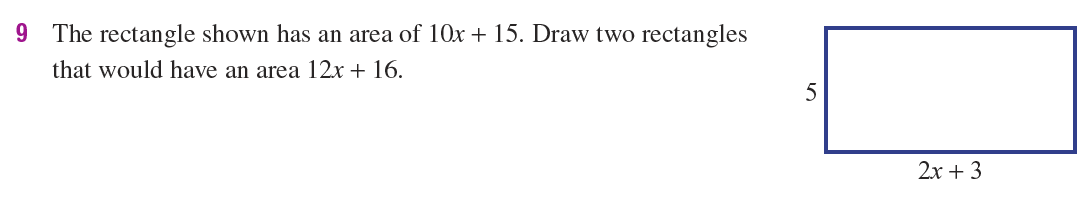 9 The rectangle shown has an area of 10x + 15. Draw two rectangles
that would have an area 12x + 16.
5
2x + 3